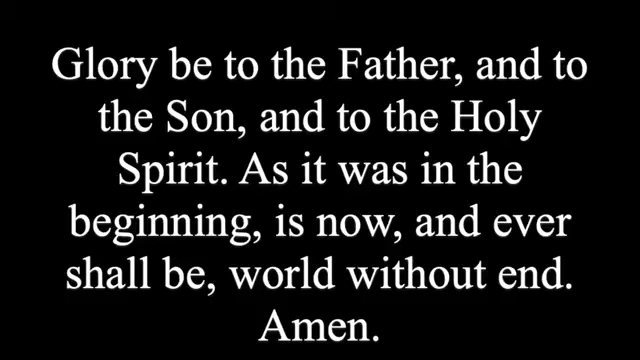 Glory be to the Father, and to
the Son, and to the Holy
Spirit. As it was in the
beginning, is now, and ever
shall be, world without end.
Amen.